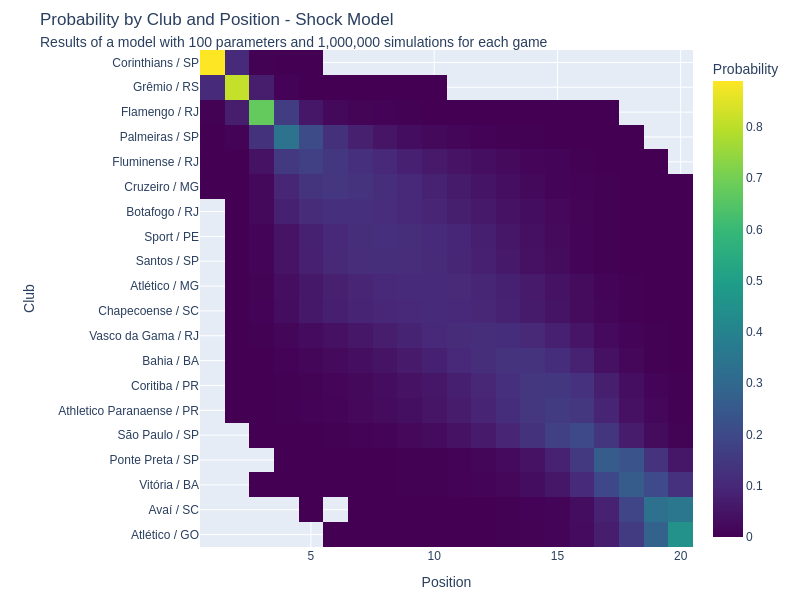 Probability by Club and Position - Shock Model
Results of a model with 100 parameters and 1,000,000 simulations for each game
Probability
Corinthians / SP
Grêmio / RS
Flamengo / RJ
Palmeiras / SP
Fluminense / RJ
Cruzeiro / MG
Botafogo / RJ
Sport / PE
Santos / SP
Atlético / MG
Chapecoense / SC
Vasco da Gama / RJ
Bahia / BA
Coritiba / PR
Athletico Paranaense / PR
São Paulo / SP
Ponte Preta / SP
Vitória / BA
Avaí / SC
Atlético / GO
Club
5
10
15
20
Position
0.8
0.7
0.6
0.5
0.4
0.3
0.2
0.1
0